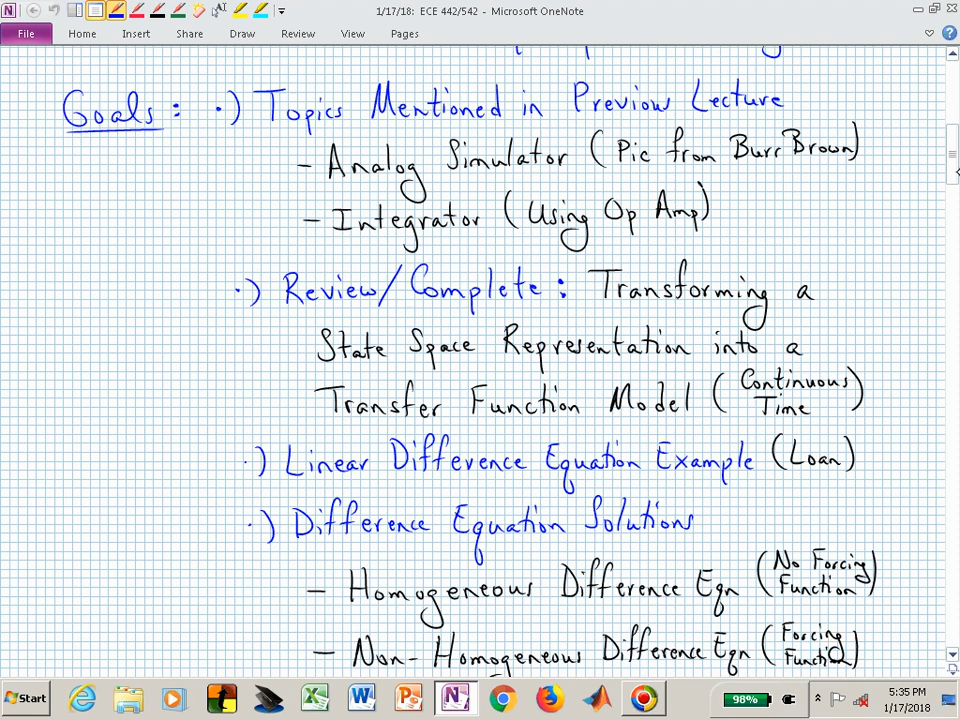 1/17/18: ECE 442/542 - Microsoft OneNote
File Home Insert Share Draw Review View Pages
Goals: ·) Topics Mentioned in Previous Lecture
- Analog Simulator (Pic from Burr Brown)
- Integrator (Using Op Amp)
·) Review/Complete: Transforming a
State Space Representation into a
Transfer Function Model (Continuous Time)
·) Linear Difference Equation Example (Loan)
·) Difference Equation Solutions
- Homogeneous Difference Eqn (No Forcing Function)
- Non-Homogeneous Difference Eqn (Forcing Function)
Start 98% 5:35 PM
1/17/2018